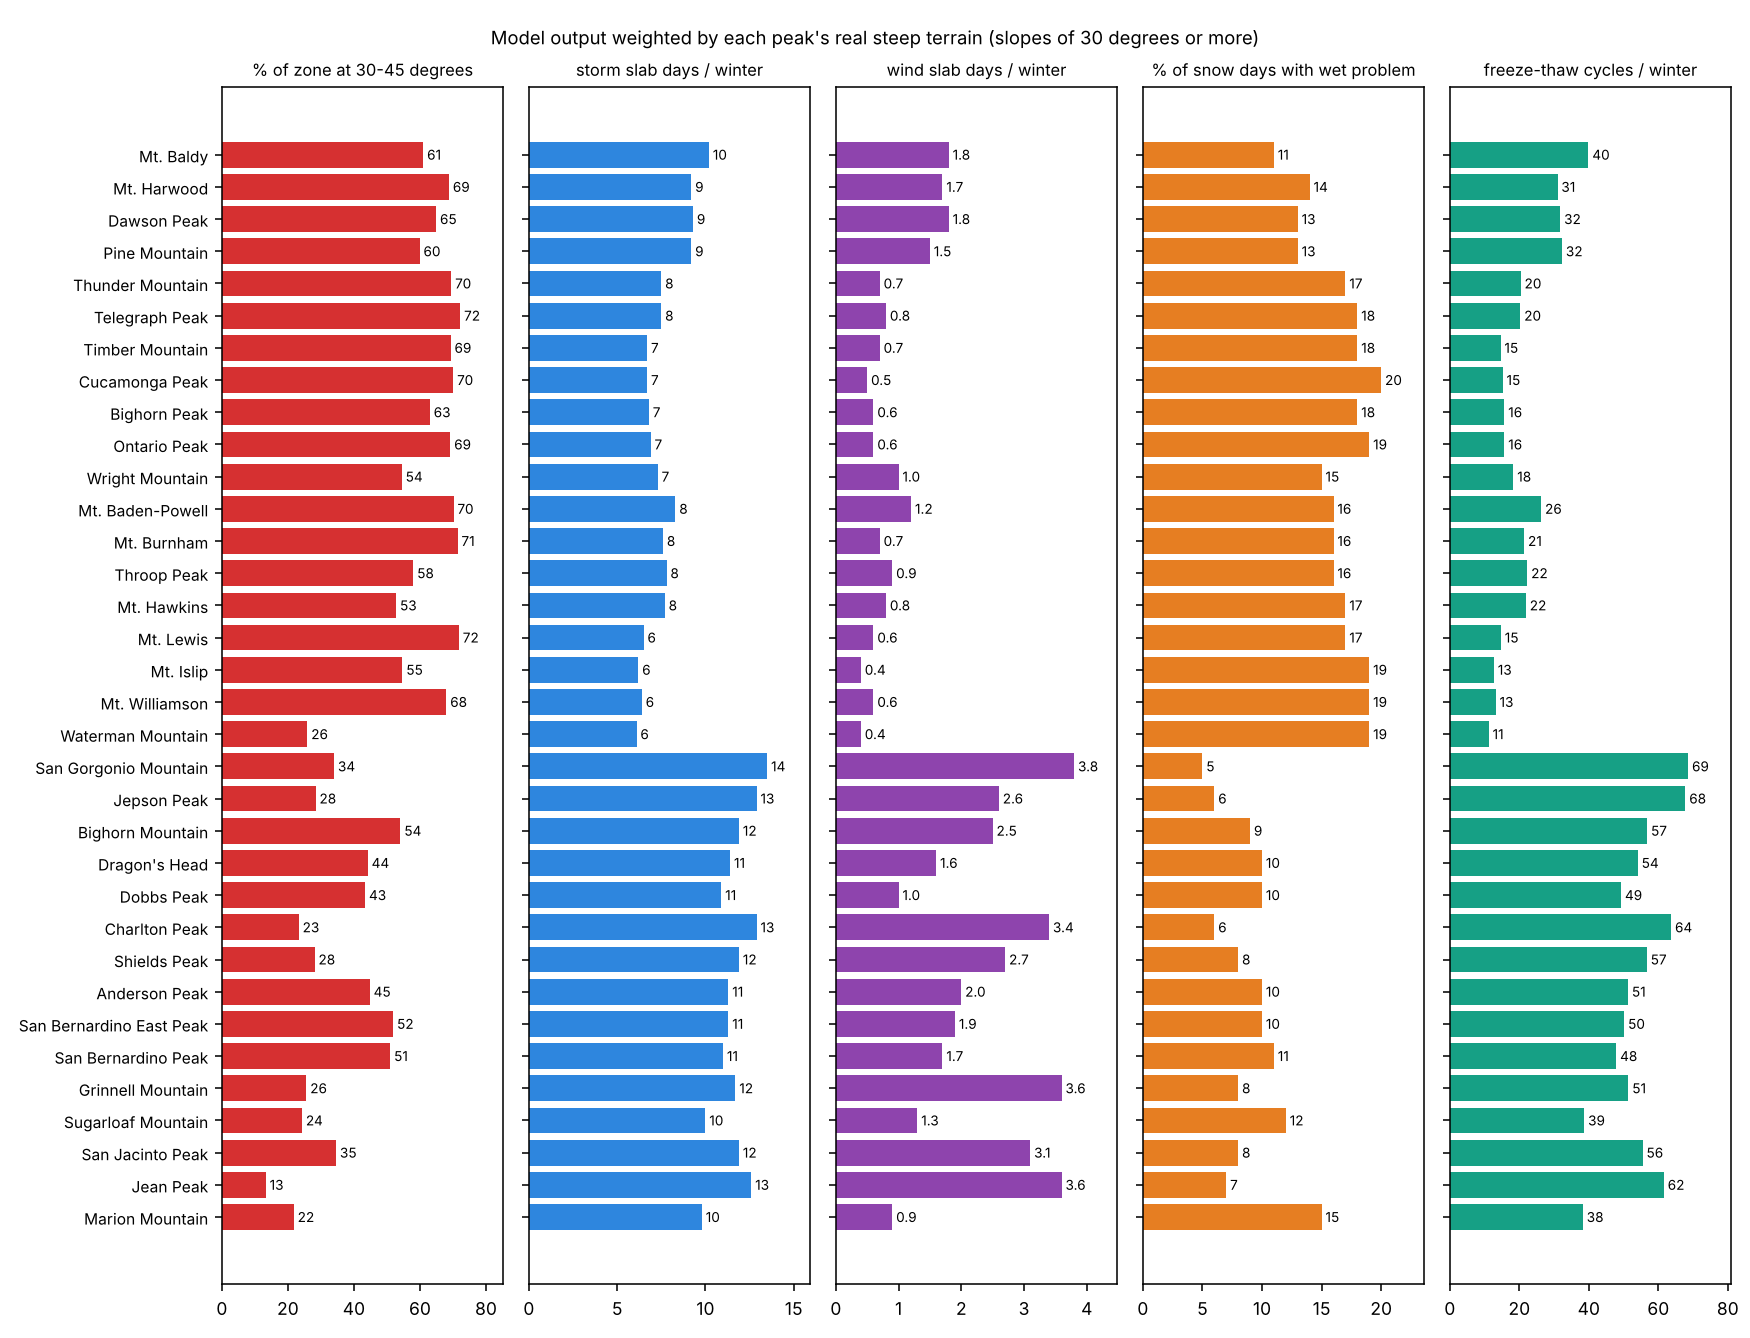 Model output weighted by each peak's real steep terrain (slopes of 30 degrees or more)
% of zone at 30-45 degrees storm slab days / winter wind slab days / winter % of snow days with wet problem freeze-thaw cycles / winter
Mt. Baldy 61 10 1.8 11 40
Mt. Harwood 69 9 1.7 14 31
Dawson Peak 65 9 1.8 13 32
Pine Mountain 60 9 1.5 13 32
Thunder Mountain 70 8 0.7 17 20
Telegraph Peak 72 8 0.8 18 20
Timber Mountain 69 7 0.7 18 15
Cucamonga Peak 70 7 0.5 20 15
Bighorn Peak 63 7 0.6 18 16
Ontario Peak 69 7 0.6 19 16
Wright Mountain 54 7 1.0 15 18
Mt. Baden-Powell 70 8 1.2 16 26
Mt. Burnham 71 8 0.7 16 21
Throop Peak 58 8 0.9 16 22
Mt. Hawkins 53 8 0.8 17 22
Mt. Lewis 72 6 0.6 17 15
Mt. Islip 55 6 0.4 19 13
Mt. Williamson 68 6 0.6 19 13
Waterman Mountain 26 6 0.4 19 11
San Gorgonio Mountain 34 14 3.8 5 69
Jepson Peak 28 13 2.6 6 68
Bighorn Mountain 54 12 2.5 9 57
Dragon's Head 44 11 1.6 10 54
Dobbs Peak 43 11 1.0 10 49
Charlton Peak 23 13 3.4 6 64
Shields Peak 28 12 2.7 8 57
Anderson Peak 45 11 2.0 10 51
San Bernardino East Peak 52 11 1.9 10 50
San Bernardino Peak 51 11 1.7 11 48
Grinnell Mountain 26 12 3.6 8 51
Sugarloaf Mountain 24 10 1.3 12 39
San Jacinto Peak 35 12 3.1 8 56
Jean Peak 13 13 3.6 7 62
Marion Mountain 22 10 0.9 15 38
0 20 40 60 80 0 5 10 15 0 1 2 3 4 0 5 10 15 20 0 20 40 60 80